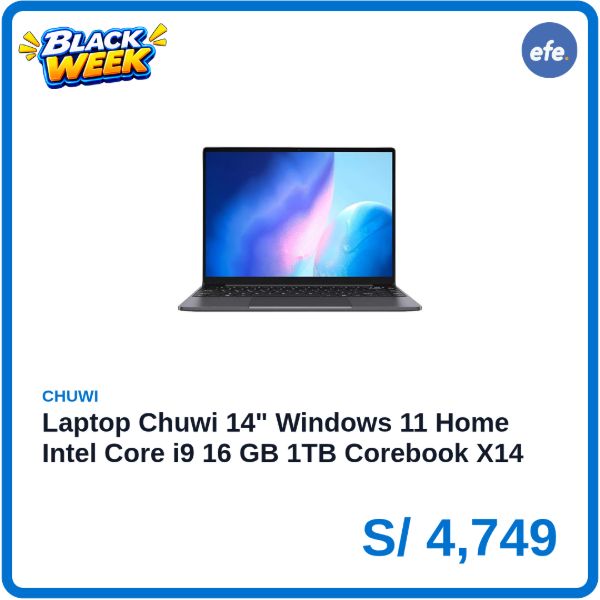 BLACK
WEEK
efe.
CHUWI
Laptop Chuwi 14" Windows 11 Home
Intel Core i9 16 GB 1TB Corebook X14
S/ 4,749